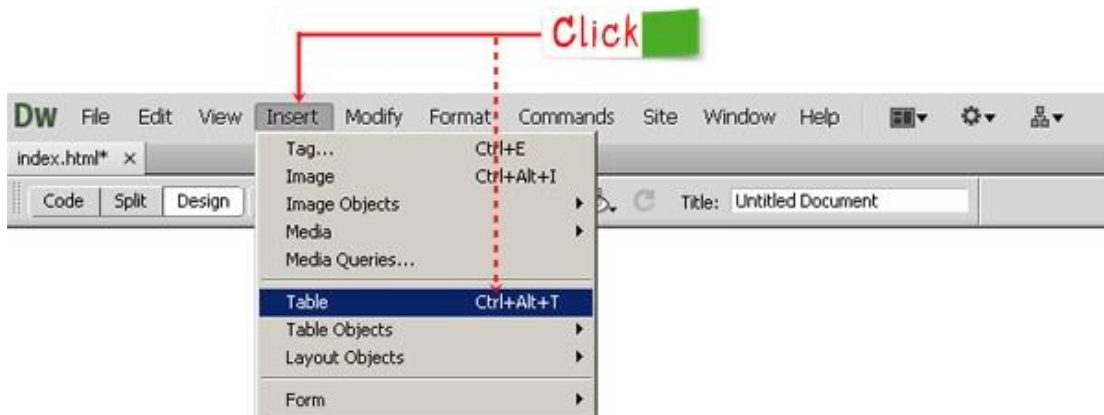 Click
Dw File Edit View Insert Modify Format Commands Site Window Help
index.html* ×
Code Split Design Title: Untitled Document
Tag... Ctrl+E
Image Ctrl+Alt+I
Image Objects
Media
Media Queries...
Table Ctrl+Alt+T
Table Objects
Layout Objects
Form